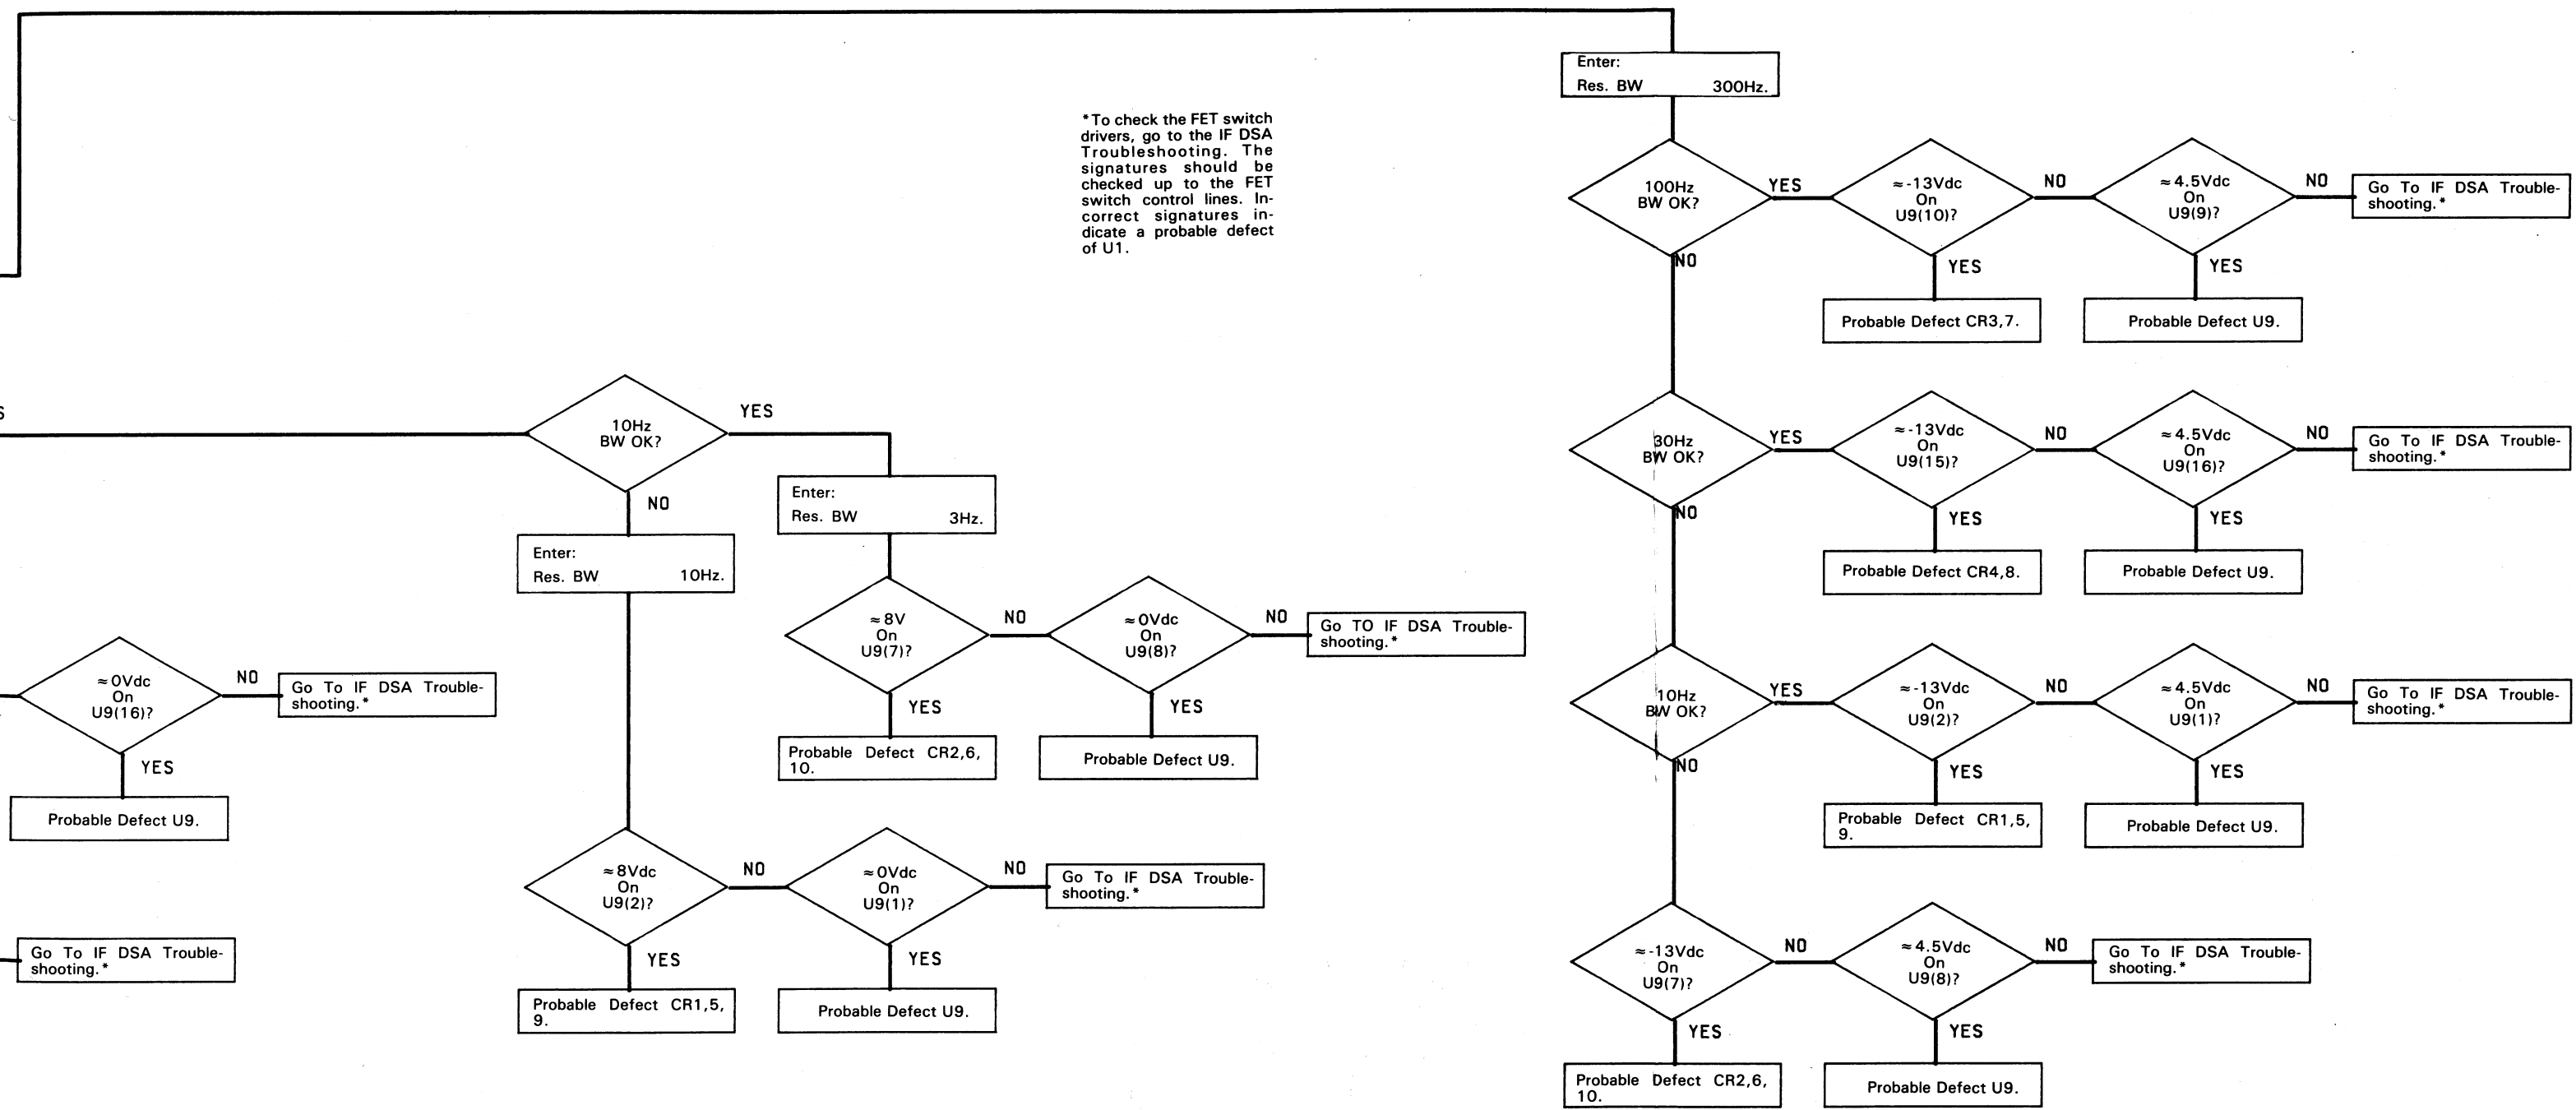 Enter:
Res. BW 300Hz.
*To check the FET switch
drivers, go to the IF DSA
Troubleshooting. The
signatures should be
checked up to the FET
switch control lines. In-
correct signatures in-
dicate a probable defect
of U1.
100Hz
BW OK?
YES
≈-13Vdc
On
U9(10)?
NO
≈4.5Vdc
On
U9(9)?
NO
Go To IF DSA Trouble-
shooting.*
NO
YES
YES
Probable Defect CR3,7.
Probable Defect U9.
S
10Hz
BW OK?
YES
NO
Enter:
Res. BW 3Hz.
Enter:
Res. BW 10Hz.
30Hz
BW OK?
YES
≈-13Vdc
On
U9(15)?
NO
≈4.5Vdc
On
U9(16)?
NO
Go To IF DSA Trouble-
shooting.*
NO
YES
YES
Probable Defect CR4,8.
Probable Defect U9.
≈8V
On
U9(7)?
NO
≈0Vdc
On
U9(8)?
NO
Go TO IF DSA Trouble-
shooting.*
YES
YES
Probable Defect CR2,6,
10.
Probable Defect U9.
≈0Vdc
On
U9(16)?
NO
Go To IF DSA Trouble-
shooting.*
YES
Probable Defect U9.
10Hz
BW OK?
YES
≈-13Vdc
On
U9(2)?
NO
≈4.5Vdc
On
U9(1)?
NO
Go To IF DSA Trouble-
shooting.*
NO
YES
YES
Probable Defect CR1,5,
9.
Probable Defect U9.
≈8Vdc
On
U9(2)?
NO
≈0Vdc
On
U9(1)?
NO
Go To IF DSA Trouble-
shooting.*
YES
YES
Probable Defect CR1,5,
9.
Probable Defect U9.
Go To IF DSA Trouble-
shooting.*
≈-13Vdc
On
U9(7)?
NO
≈4.5Vdc
On
U9(8)?
NO
Go To IF DSA Trouble-
shooting.*
YES
YES
Probable Defect CR2,6,
10.
Probable Defect U9.